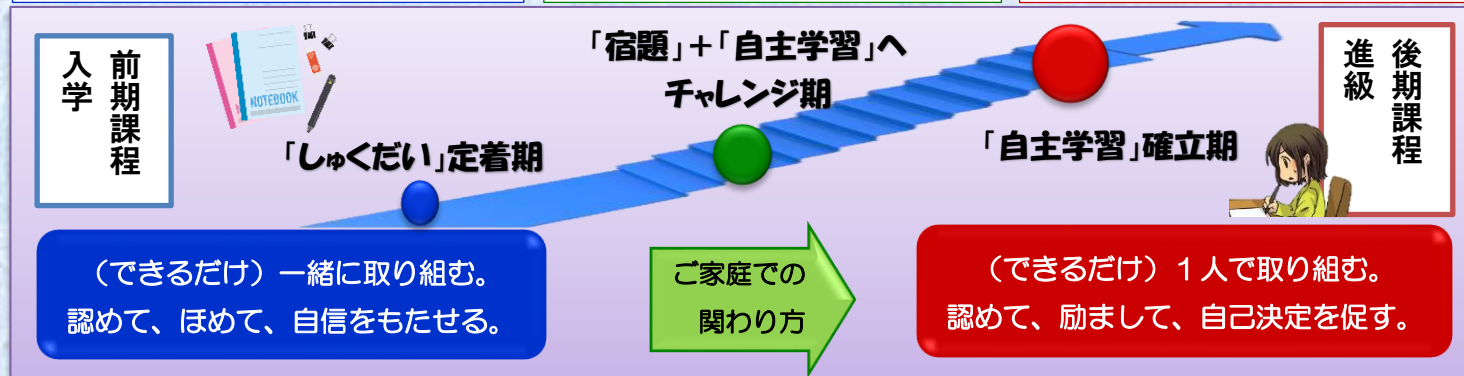 前期課程
入学
NOTEBOOK
「しゅくだい」定着期
「宿題」＋「自主学習」へ
チャレンジ期
「自主学習」確立期
後期課程
進級
（できるだけ）一緒に取り組む。
認めて、ほめて、自信をもたせる。
ご家庭での
関わり方
（できるだけ）１人で取り組む。
認めて、励まして、自己決定を促す。